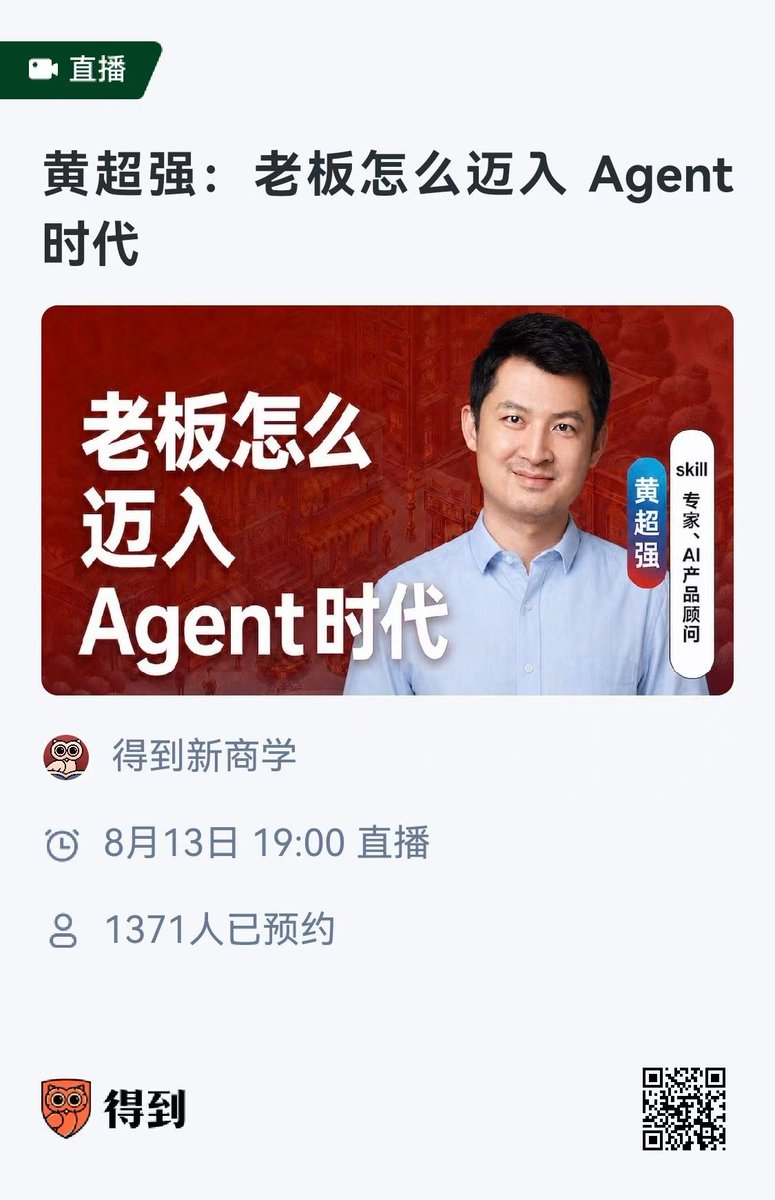 直播
黄超强：老板怎么迈入 Agent
时代
老板怎么
迈入
Agent时代
黄超强
skill 专家、AI产品顾问
得到新商学
8月13日 19:00 直播
1371人已预约
得到